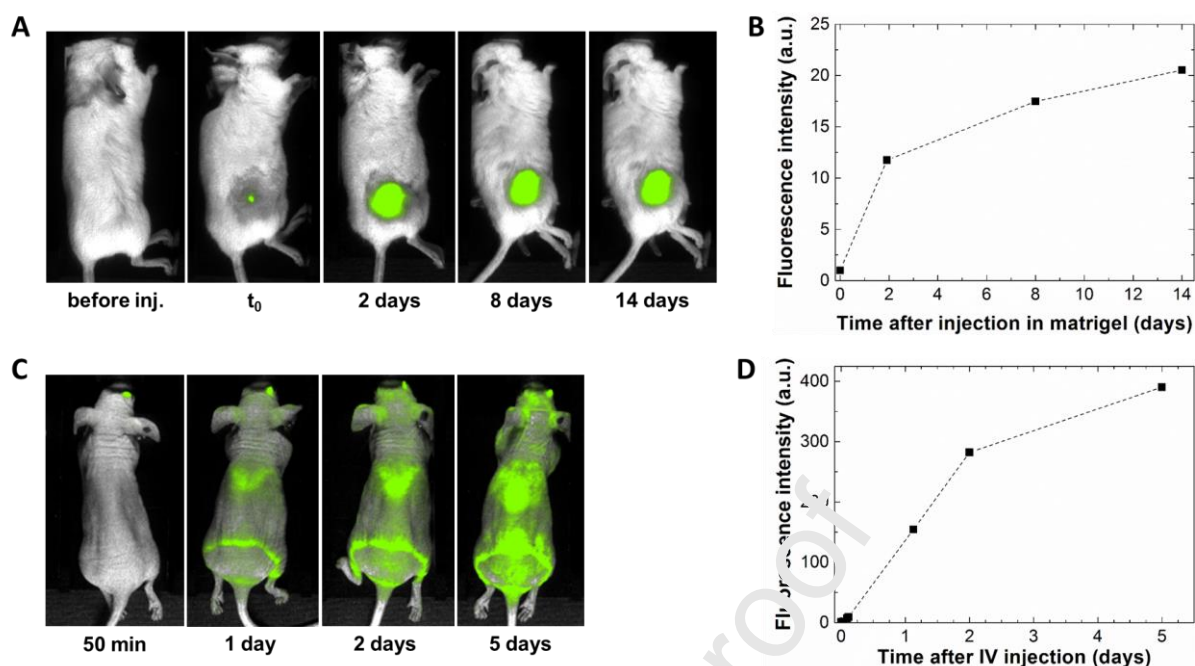 A
before inj.
t₀
2 days
8 days
14 days
B
Fluorescence intensity (a.u.)
25
20
15
10
5
0
0 2 4 6 8 10 12 14
Time after injection in matrigel (days)
C
50 min
1 day
2 days
5 days
D
intensity (a.u.)
400
300
100
0
0 1 2 3 4 5
Time after IV injection (days)
roof